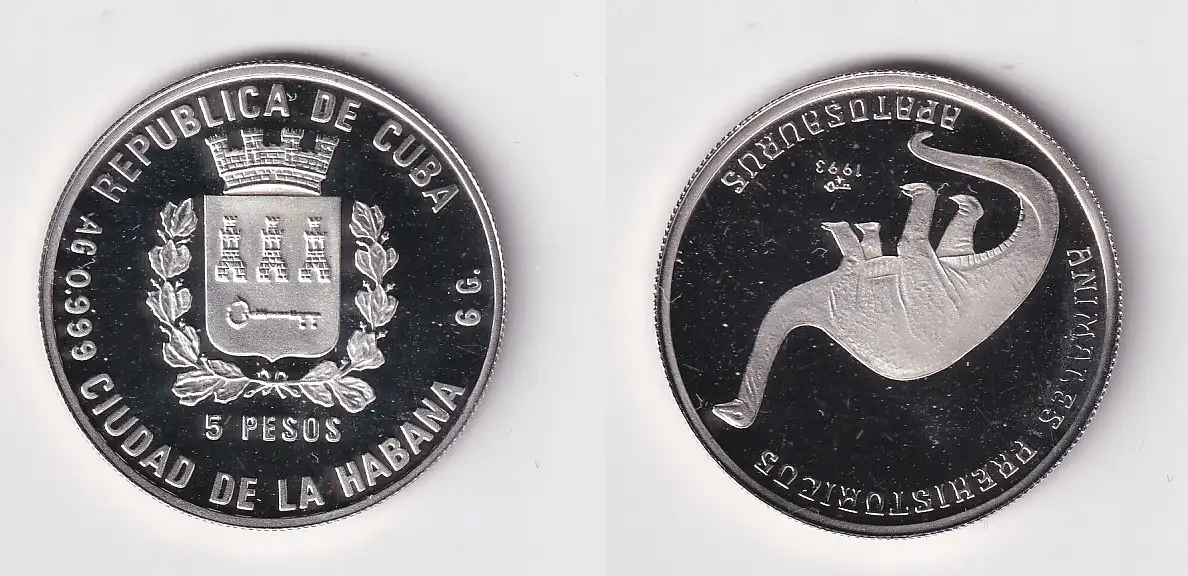 REPUBLICA DE CUBA
AG 0.999
6 G.
5 PESOS
CIUDAD DE LA HABANA
ANIMALES PREHISTORICOS
APATOSAURUS
1993